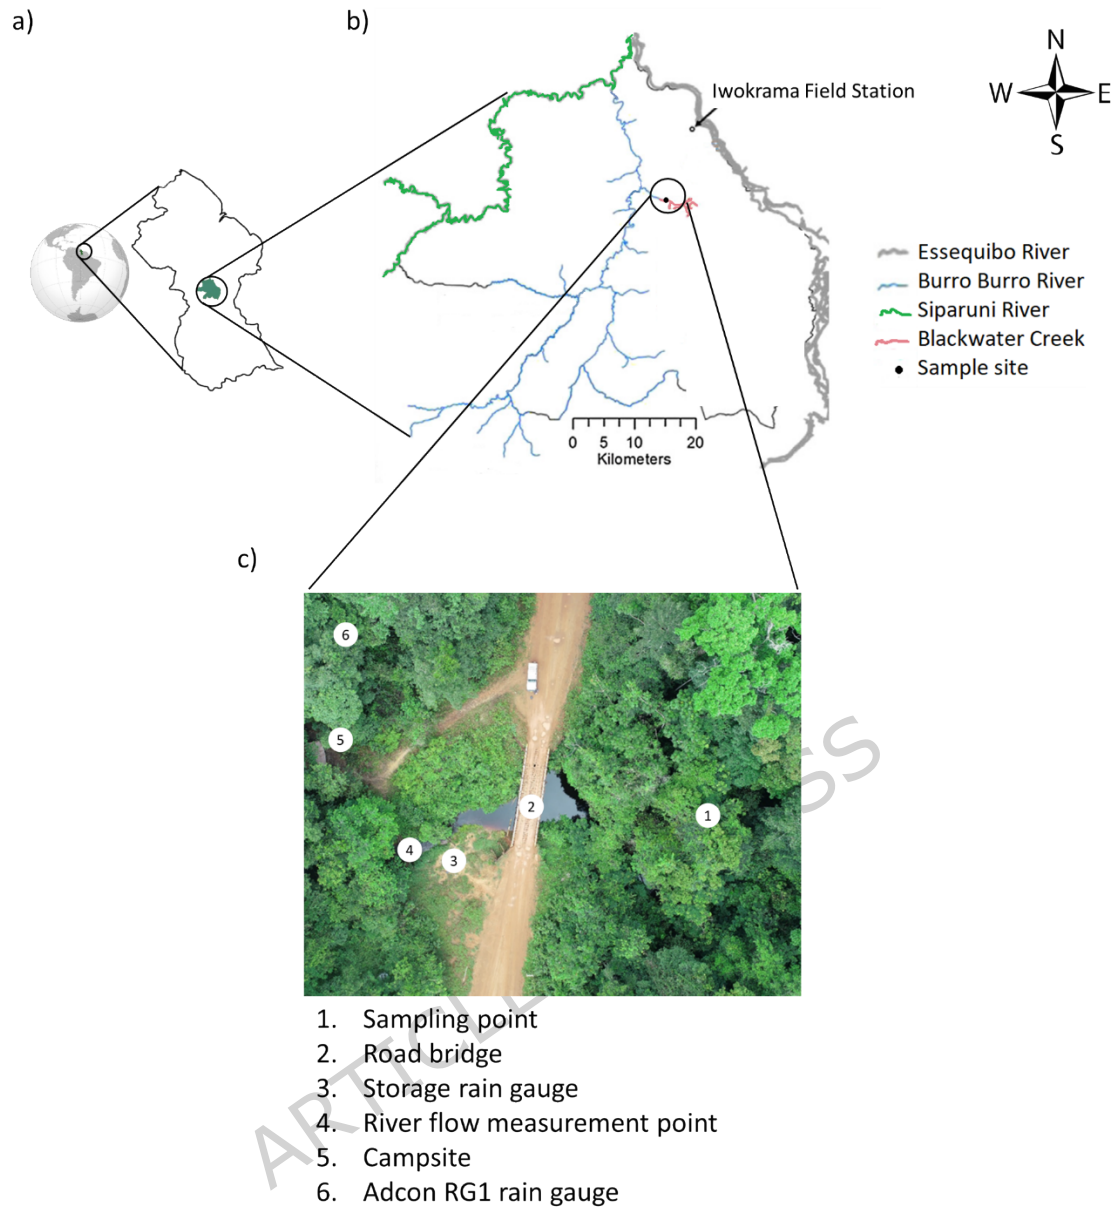 a)
b)
N
W
E
S
Iwokrama Field Station
Essequibo River
Burro Burro River
Siparuni River
Blackwater Creek
Sample site
0 5 10 20
Kilometers
c)
6
5
2
1
4
3
1. Sampling point
2. Road bridge
3. Storage rain gauge
4. River flow measurement point
5. Campsite
6. Adcon RG1 rain gauge